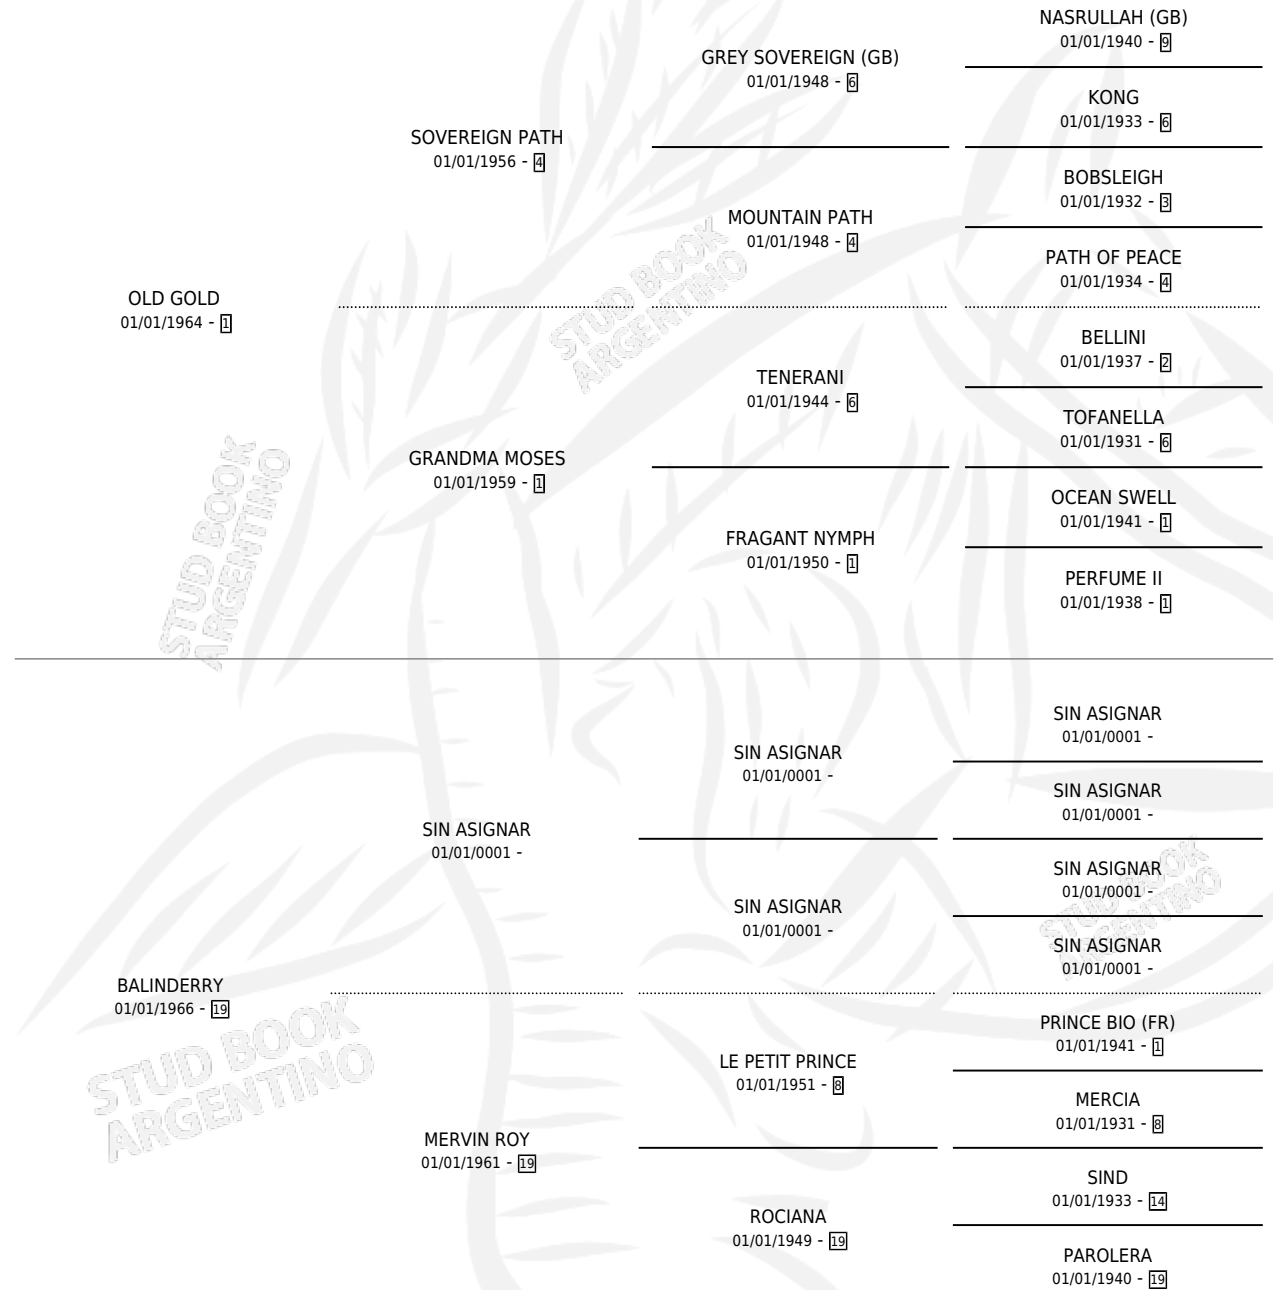 NASRULLAH (GB)
01/01/1940 - 9
GREY SOVEREIGN (GB)
01/01/1948 - 6
KONG
01/01/1933 - 6
SOVEREIGN PATH
01/01/1956 - 4
BOBSLEIGH
01/01/1932 - 3
MOUNTAIN PATH
01/01/1948 - 4
PATH OF PEACE
01/01/1934 - 4
OLD GOLD
01/01/1964 - 1
BELLINI
01/01/1937 - 2
TENERANI
01/01/1944 - 6
TOFANELLA
01/01/1931 - 6
GRANDMA MOSES
01/01/1959 - 1
OCEAN SWELL
01/01/1941 - 1
FRAGANT NYMPH
01/01/1950 - 1
PERFUME II
01/01/1938 - 1
STUD BOOK
ARGENTINO
STUD BOOK
ARGENTINO
SIN ASIGNAR
01/01/0001 -
SIN ASIGNAR
01/01/0001 -
SIN ASIGNAR
01/01/0001 -
SIN ASIGNAR
01/01/0001 -
SIN ASIGNAR
01/01/0001 -
SIN ASIGNAR
01/01/0001 -
SIN ASIGNAR
01/01/0001 -
STUD BOOK
ARGENTINO
BALINDERRY
01/01/1966 - 19
PRINCE BIO (FR)
01/01/1941 - 1
LE PETIT PRINCE
01/01/1951 - 8
MERCIA
01/01/1931 - 8
MERVIN ROY
01/01/1961 - 19
SIND
01/01/1933 - 14
ROCIANA
01/01/1949 - 19
PAROLERA
01/01/1940 - 19
STUD BOOK
ARGENTINO